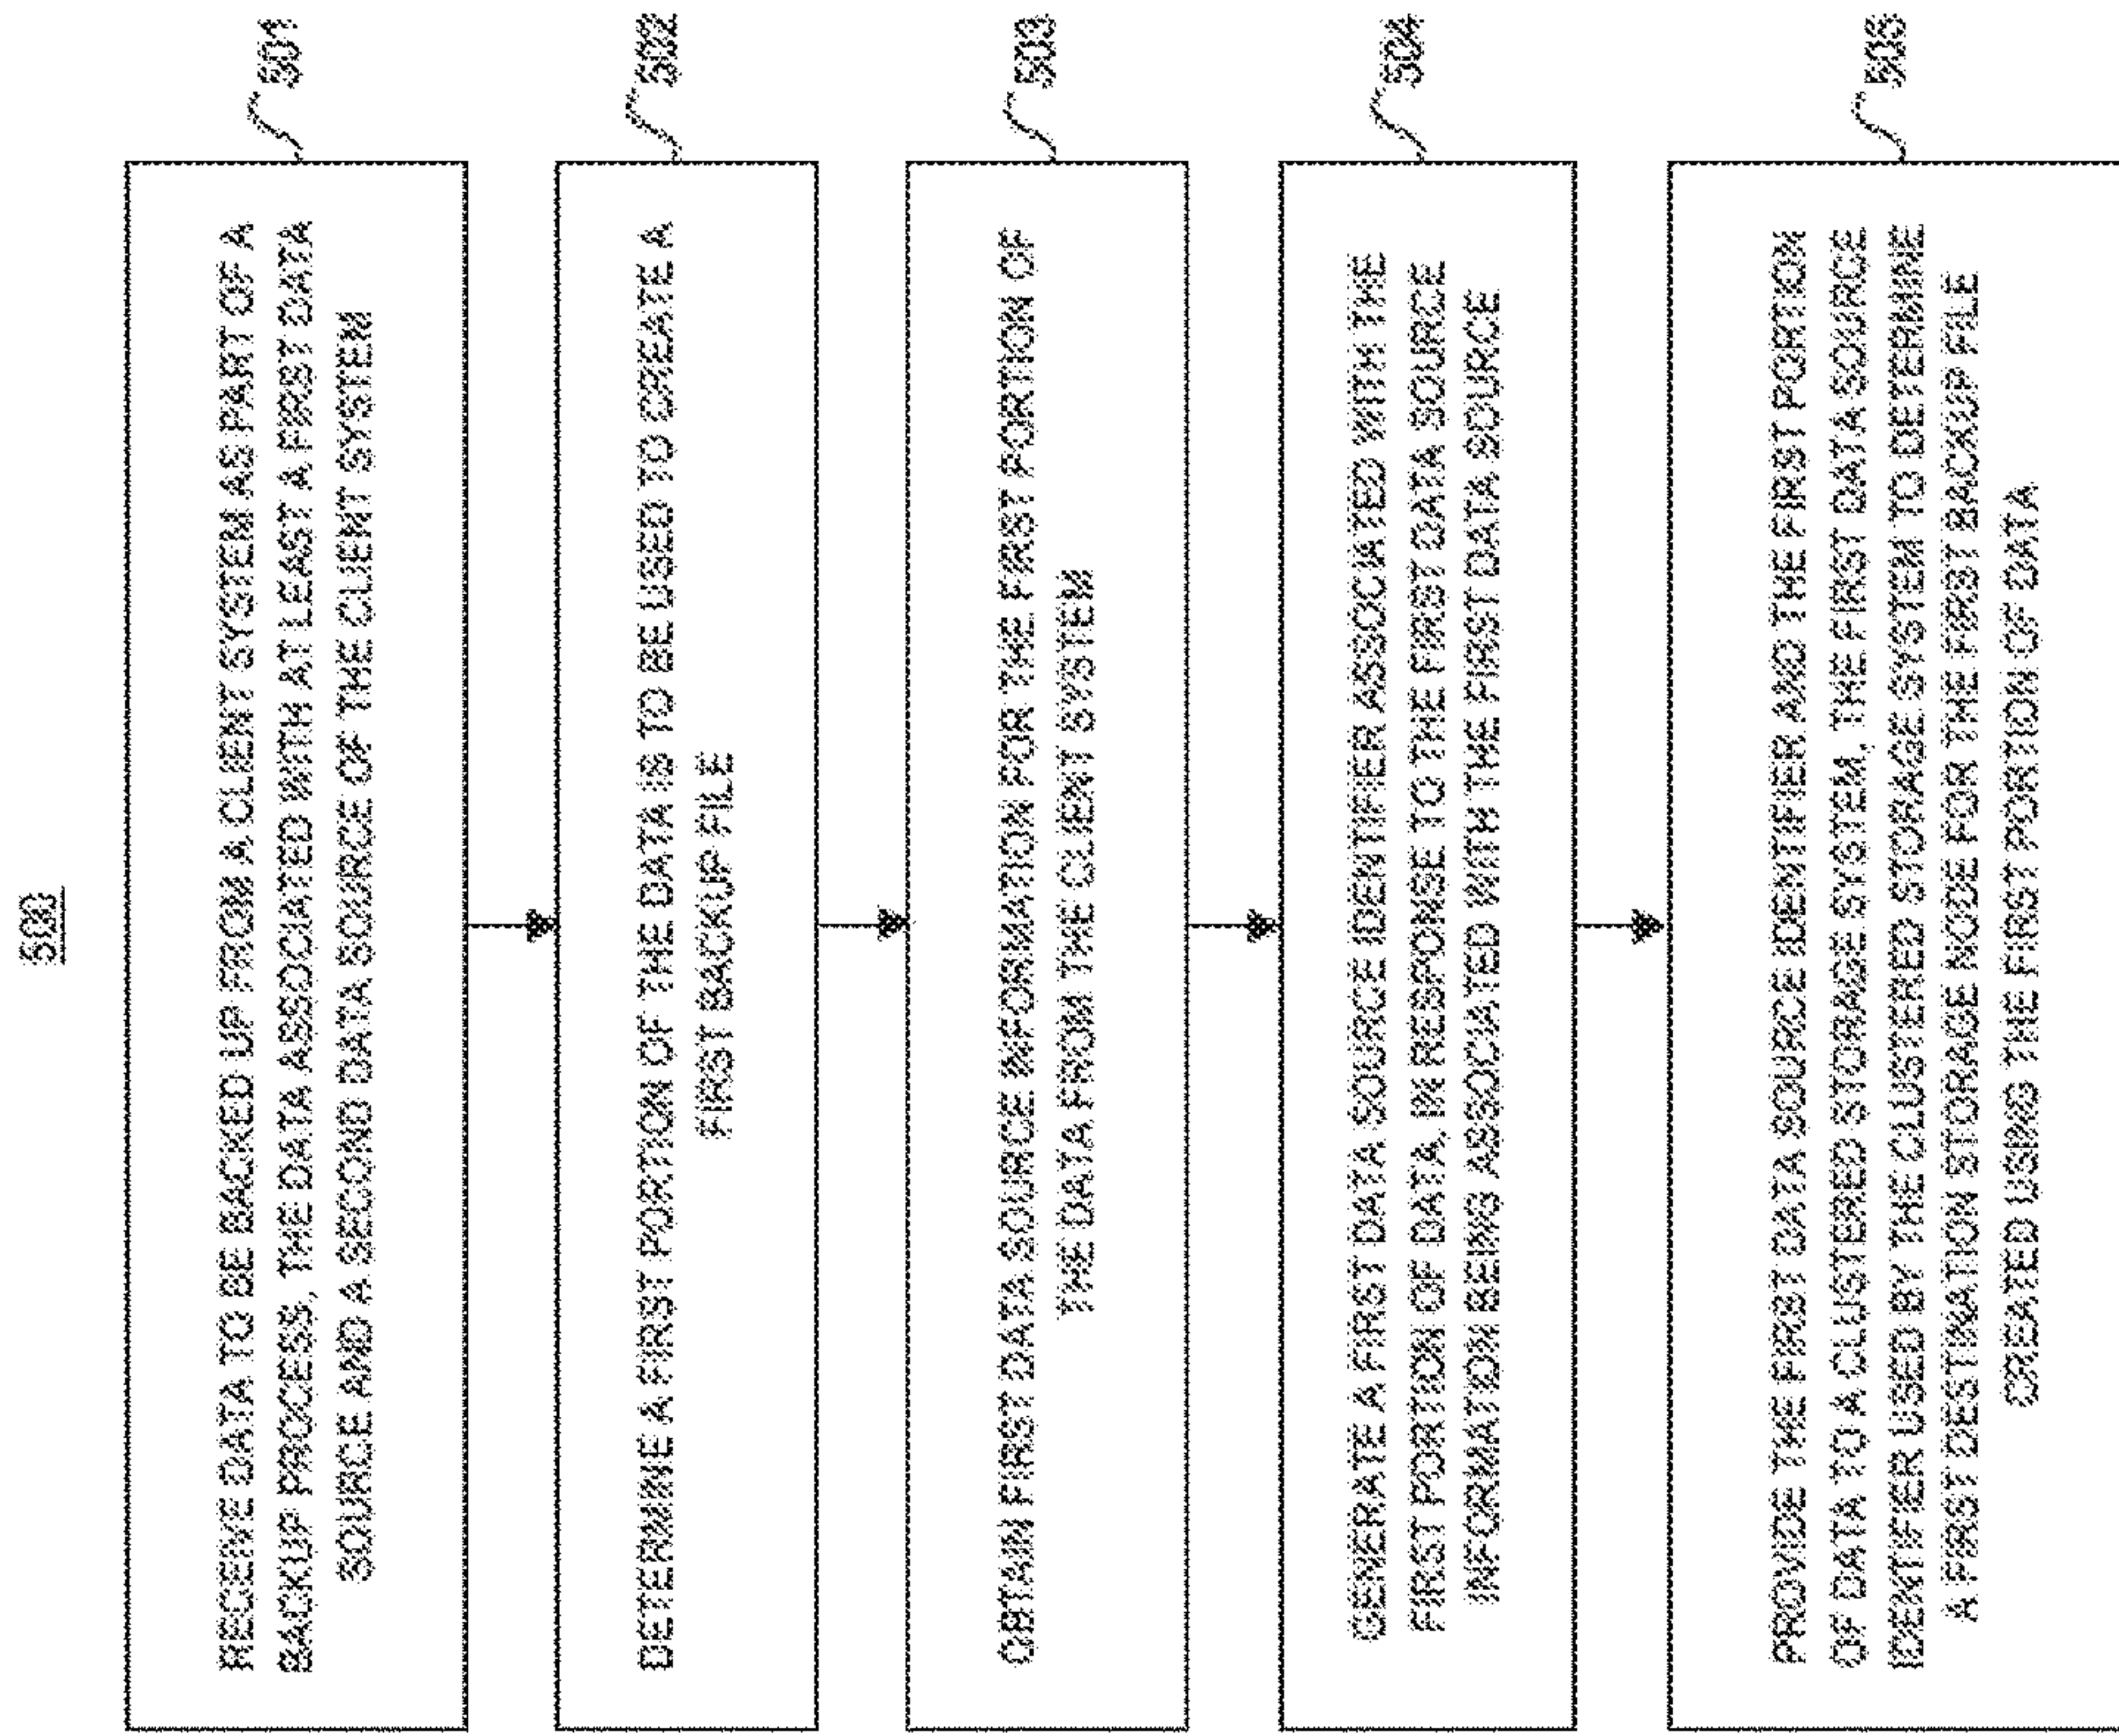 500
RECEIVE DATA TO BE BACKED UP FROM A CLIENT SYSTEM AS PART OF A
BACKUP PROCESS, THE DATA ASSOCIATED WITH AT LEAST A FIRST DATA
SOURCE AND A SECOND DATA SOURCE OF THE CLIENT SYSTEM
501
DETERMINE A FIRST PORTION OF THE DATA IS TO BE USED TO CREATE A
FIRST BACKUP FILE
502
OBTAIN FIRST DATA SOURCE INFORMATION FOR THE FIRST PORTION OF
THE DATA FROM THE CLIENT SYSTEM
503
GENERATE A FIRST DATA SOURCE IDENTIFIER ASSOCIATED WITH THE
FIRST PORTION OF DATA, IN RESPONSE TO THE FIRST DATA SOURCE
INFORMATION BEING ASSOCIATED WITH THE FIRST DATA SOURCE
504
PROVIDE THE FIRST DATA SOURCE IDENTIFIER AND THE FIRST PORTION
OF DATA TO A CLUSTERED STORAGE SYSTEM, THE FIRST DATA SOURCE
IDENTIFIER USED BY THE CLUSTERED STORAGE SYSTEM TO DETERMINE
A FIRST DESTINATION STORAGE NODE FOR THE FIRST BACKUP FILE
CREATED USING THE FIRST PORTION OF DATA
505